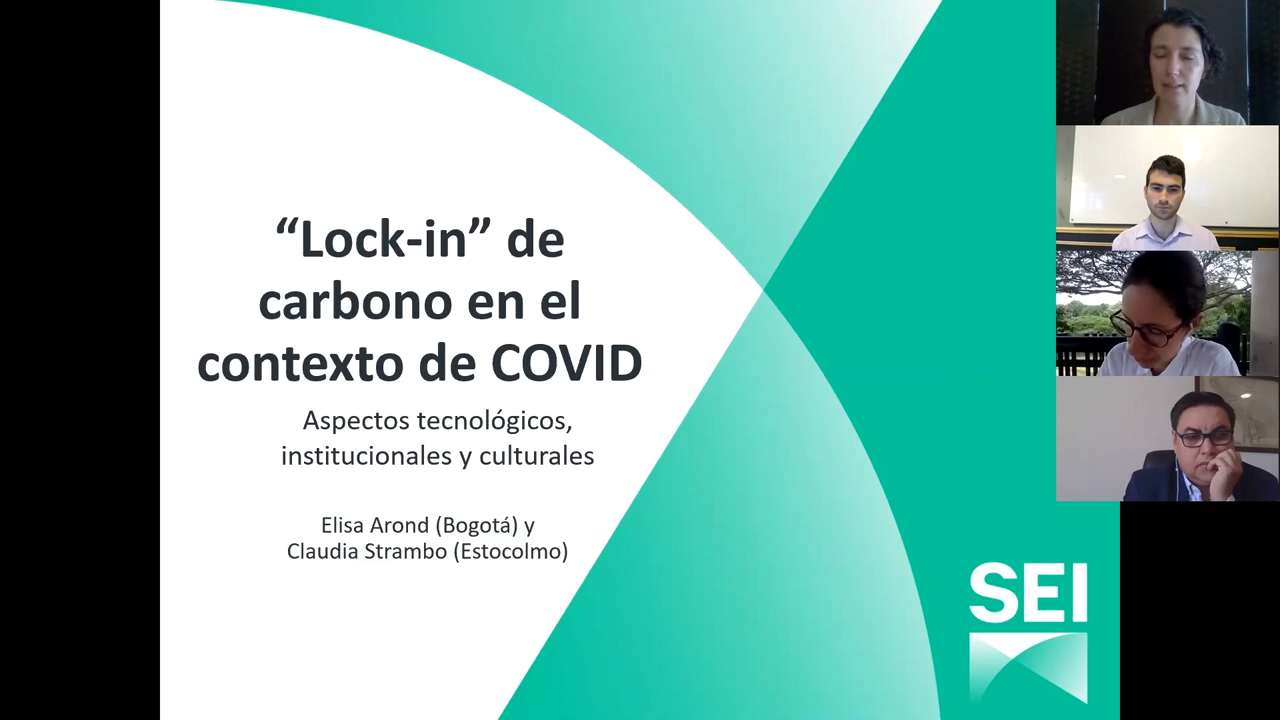 “Lock-in” de
carbono en el
contexto de COVID
Aspectos tecnológicos,
institucionales y culturales
Elisa Arond (Bogotá) y
Claudia Strambo (Estocolmo)
SEI